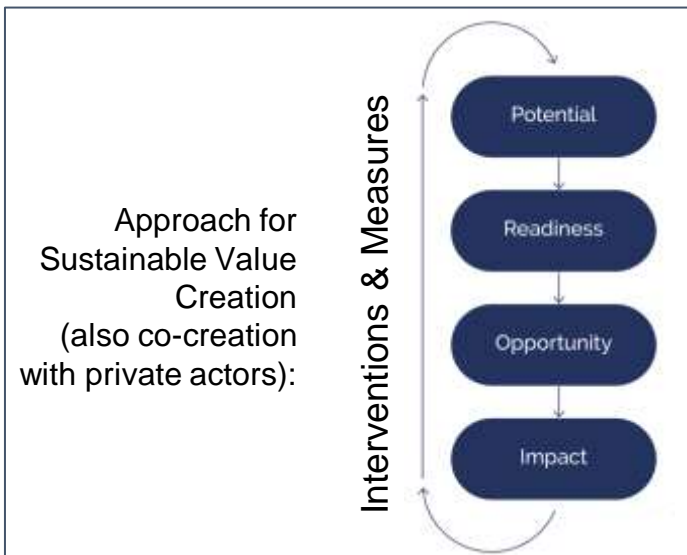 Approach for
Sustainable Value
Creation
(also co-creation
with private actors):
Interventions & Measures
Potential
Readiness
Opportunity
Impact